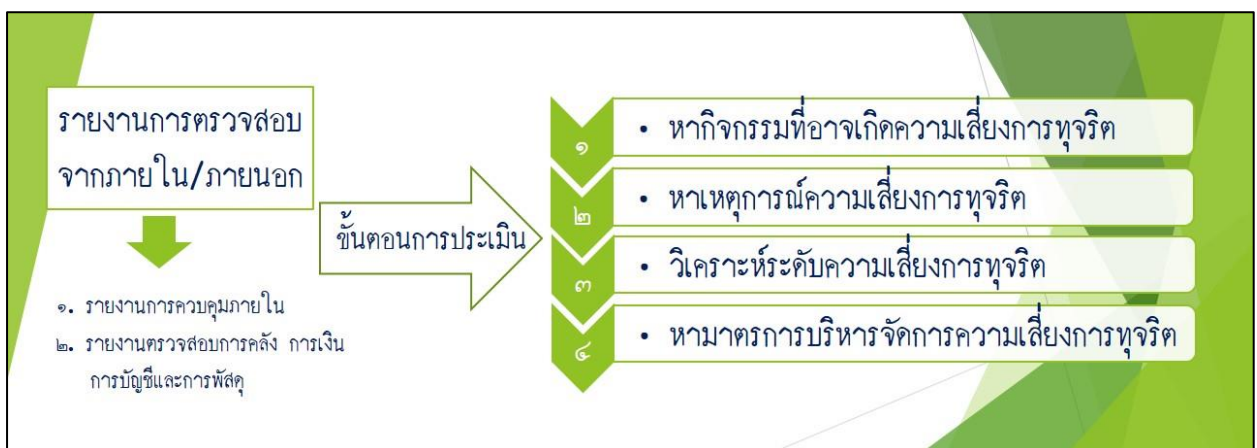 รายงานการตรวจสอบ
จากภายใน/ภายนอก
๑. รายงานการควบคุมภายใน
๒. รายงานตรวจสอบการคลัง การเงิน
การบัญชีและการพัสดุ
ขั้นตอนการประเมิน
๑ • หากิจกรรมที่อาจเกิดความเสี่ยงการทุจริต
๒ • หาเหตุการณ์ความเสี่ยงการทุจริต
๓ • วิเคราะห์ระดับความเสี่ยงการทุจริต
๔ • หามาตรการบริหารจัดการความเสี่ยงการทุจริต